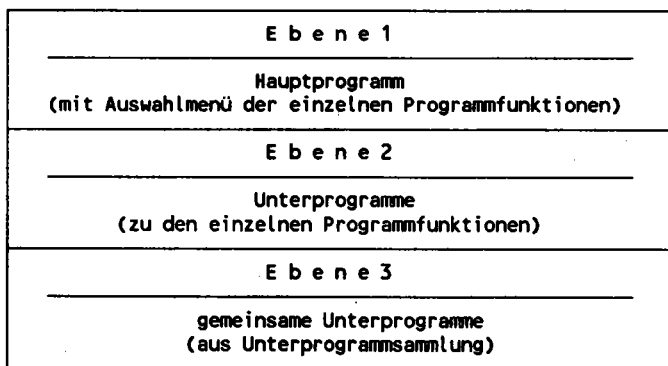 E b e n e 1
Hauptprogramm
(mit Auswahlmenü der einzelnen Programmfunktionen)
E b e n e 2
Unterprogramme
(zu den einzelnen Programmfunktionen)
E b e n e 3
gemeinsame Unterprogramme
(aus Unterprogrammsammlung)